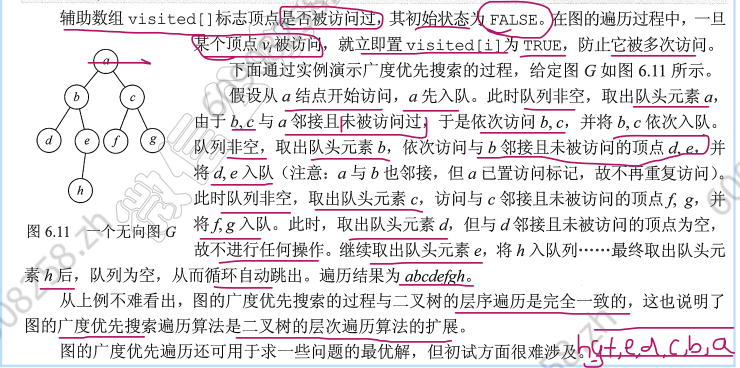 辅助数组 visited[]标志顶点是否被访问过，其初始状态为 FALSE。在图的遍历过程中，一旦
某个顶点 vᵢ被访问，就立即置 visited[i]为 TRUE，防止它被多次访问。
下面通过实例演示广度优先搜索的过程，给定图 G 如图 6.11 所示。
假设从 a 结点开始访问，a 先入队。此时队列非空，取出队头元素 a，
由于 b, c 与 a 邻接且未被访问过，于是依次访问 b, c，并将 b, c 依次入队。
队列非空，取出队头元素 b，依次访问与 b 邻接且未被访问的顶点 d, e，并
将 d, e 入队（注意：a 与 b 也邻接，但 a 已置访问标记，故不再重复访问）。
此时队列非空，取出队头元素 c，访问与 c 邻接且未被访问的顶点 f, g，并
将 f, g 入队。此时，取出队头元素 d，但与 d 邻接且未被访问的顶点为空，
故不进行任何操作。继续取出队头元素 e，将 h 入队列……最终取出队头元
素 h 后，队列为空，从而循环自动跳出。遍历结果为 abcdefgh。
从上例不难看出，图的广度优先搜索的过程与二叉树的层序遍历是完全一致的，这也说明了
图的广度优先搜索遍历算法是二叉树的层次遍历算法的扩展。
图的广度优先遍历还可用于求一些问题的最优解，但初试方面很难涉及。
a
b c
d e f g
h
图 6.11 一个无向图 G
h,g,f,e,d,c,b,a